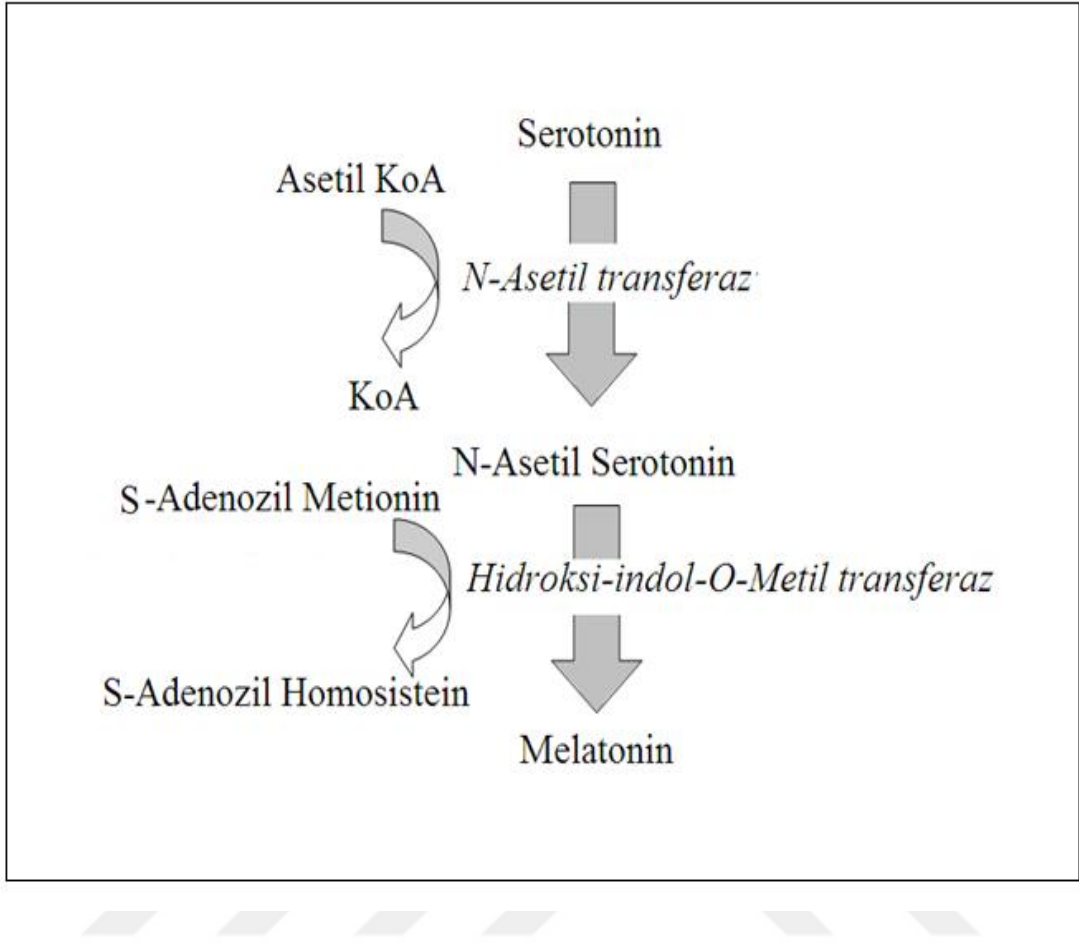 Serotonin
Asetil KoA
N-Asetil transferaz
KoA
N-Asetil Serotonin
S-Adenozil Metionin
Hidroksi-indol-O-Metil transferaz
S-Adenozil Homosistein
Melatonin